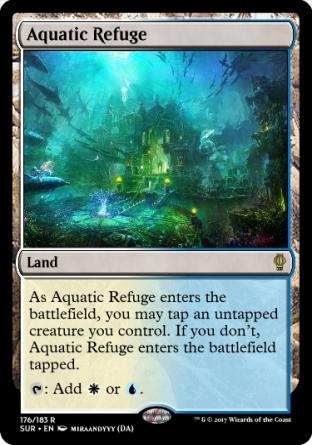 Aquatic Refuge
Land
As Aquatic Refuge enters the
battlefield, you may tap an untapped
creature you control. If you don't,
Aquatic Refuge enters the battlefield
tapped.
: Add or .
176/183 R
SUR • EN MIRAANDYYY (DA)
™ & © 2017 Wizards of the Coast